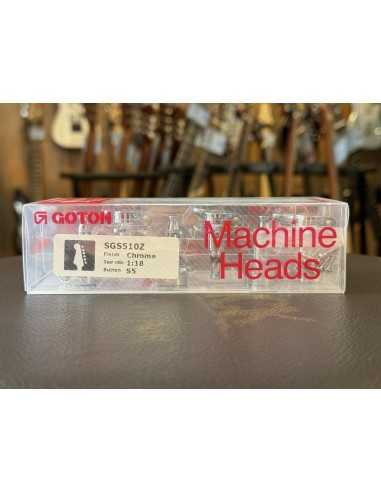 GOTOH
SGS510Z
Finish : Chrome
Gear ratio : 1:18
Button : S5
Machine
Heads